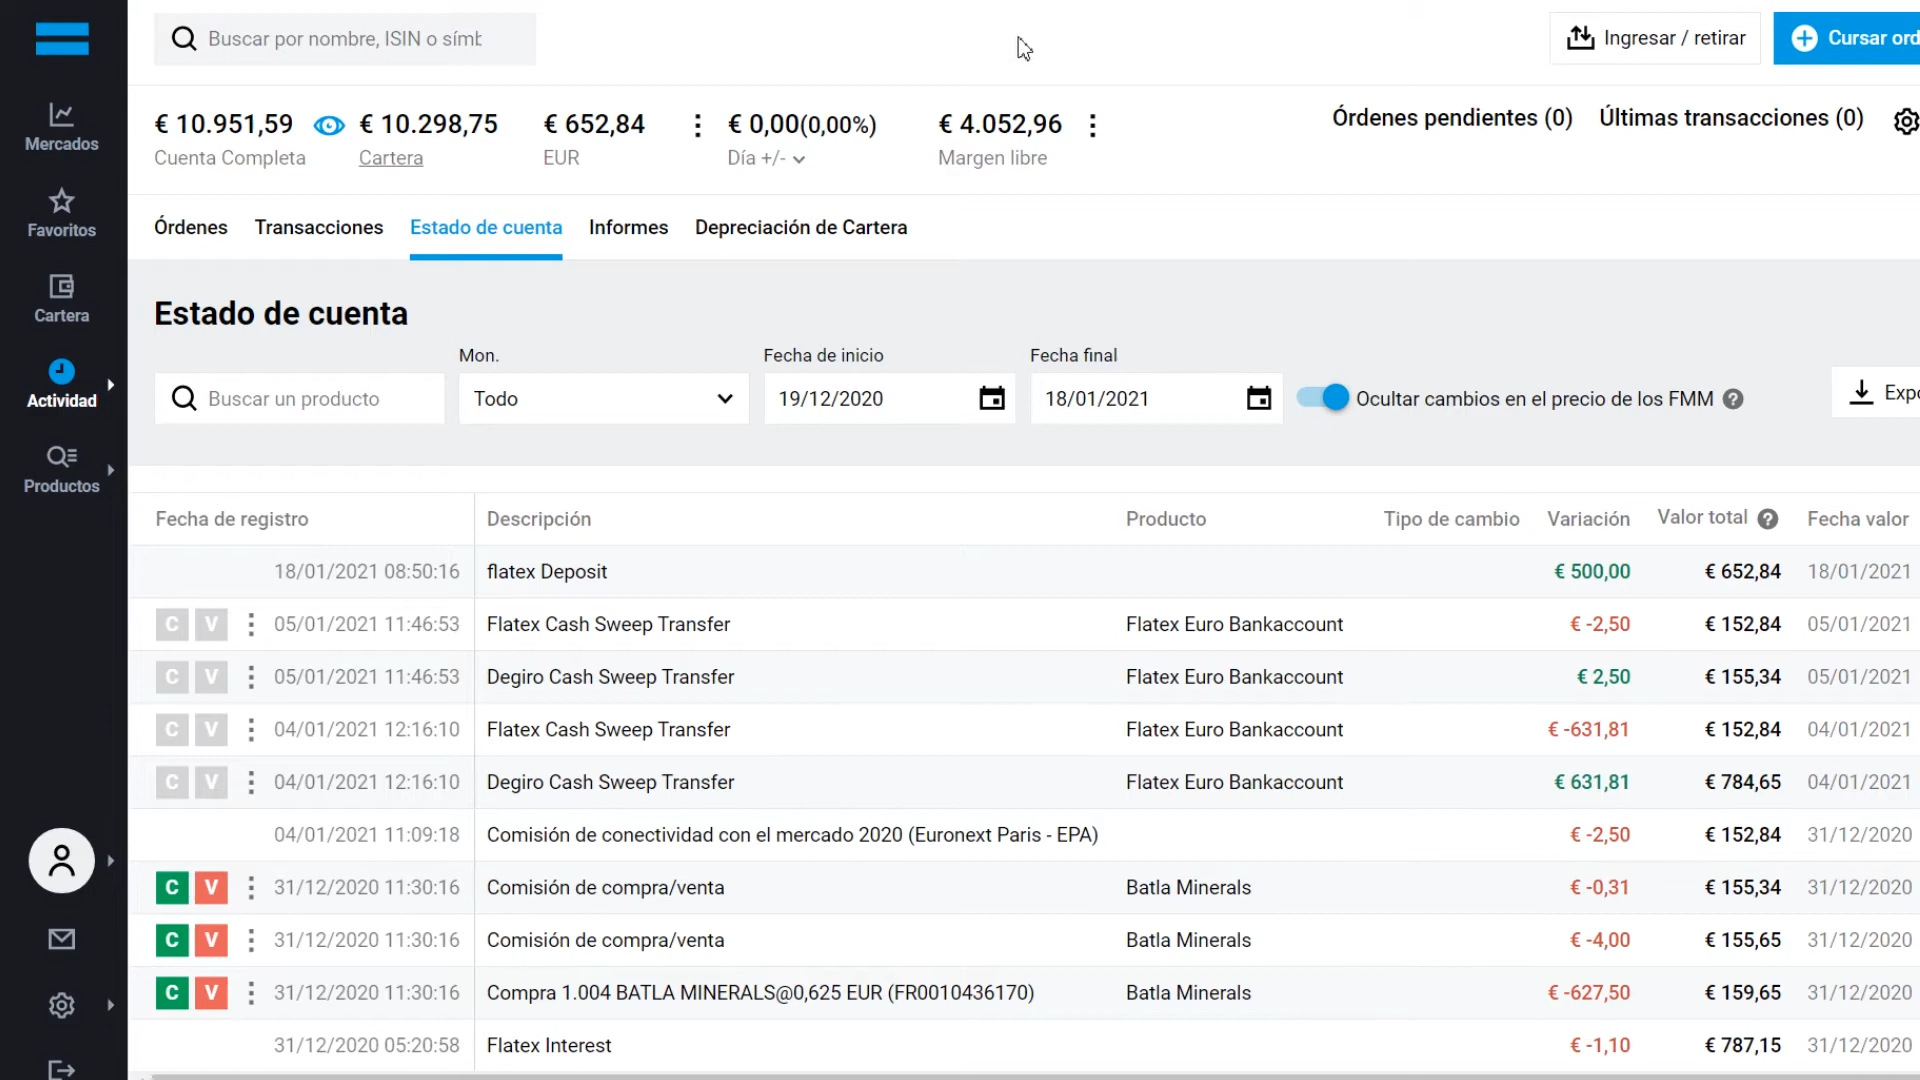 Buscar por nombre, ISIN o símb
Ingresar / retirar
Cursar ord
Mercados
Favoritos
Cartera
Actividad
Productos
€ 10.951,59 € 10.298,75 € 652,84 € 0,00(0,00%) € 4.052,96
Cuenta Completa Cartera EUR Día +/- Margen libre
Órdenes pendientes (0) Últimas transacciones (0)
Órdenes Transacciones Estado de cuenta Informes Depreciación de Cartera
Estado de cuenta
Mon. Fecha de inicio Fecha final
Buscar un producto Todo 19/12/2020 18/01/2021 Ocultar cambios en el precio de los FMM ? Expo
Fecha de registro Descripción Producto Tipo de cambio Variación Valor total ? Fecha valor
18/01/2021 08:50:16 flatex Deposit € 500,00 € 652,84 18/01/2021
C V 05/01/2021 11:46:53 Flatex Cash Sweep Transfer Flatex Euro Bankaccount € -2,50 € 152,84 05/01/2021
C V 05/01/2021 11:46:53 Degiro Cash Sweep Transfer Flatex Euro Bankaccount € 2,50 € 155,34 05/01/2021
C V 04/01/2021 12:16:10 Flatex Cash Sweep Transfer Flatex Euro Bankaccount € -631,81 € 152,84 04/01/2021
C V 04/01/2021 12:16:10 Degiro Cash Sweep Transfer Flatex Euro Bankaccount € 631,81 € 784,65 04/01/2021
04/01/2021 11:09:18 Comisión de conectividad con el mercado 2020 (Euronext Paris - EPA) € -2,50 € 152,84 31/12/2020
C V 31/12/2020 11:30:16 Comisión de compra/venta Batla Minerals € -0,31 € 155,34 31/12/2020
C V 31/12/2020 11:30:16 Comisión de compra/venta Batla Minerals € -4,00 € 155,65 31/12/2020
C V 31/12/2020 11:30:16 Compra 1.004 BATLA MINERALS@0,625 EUR (FR0010436170) Batla Minerals € -627,50 € 159,65 31/12/2020
31/12/2020 05:20:58 Flatex Interest € -1,10 € 787,15 31/12/2020